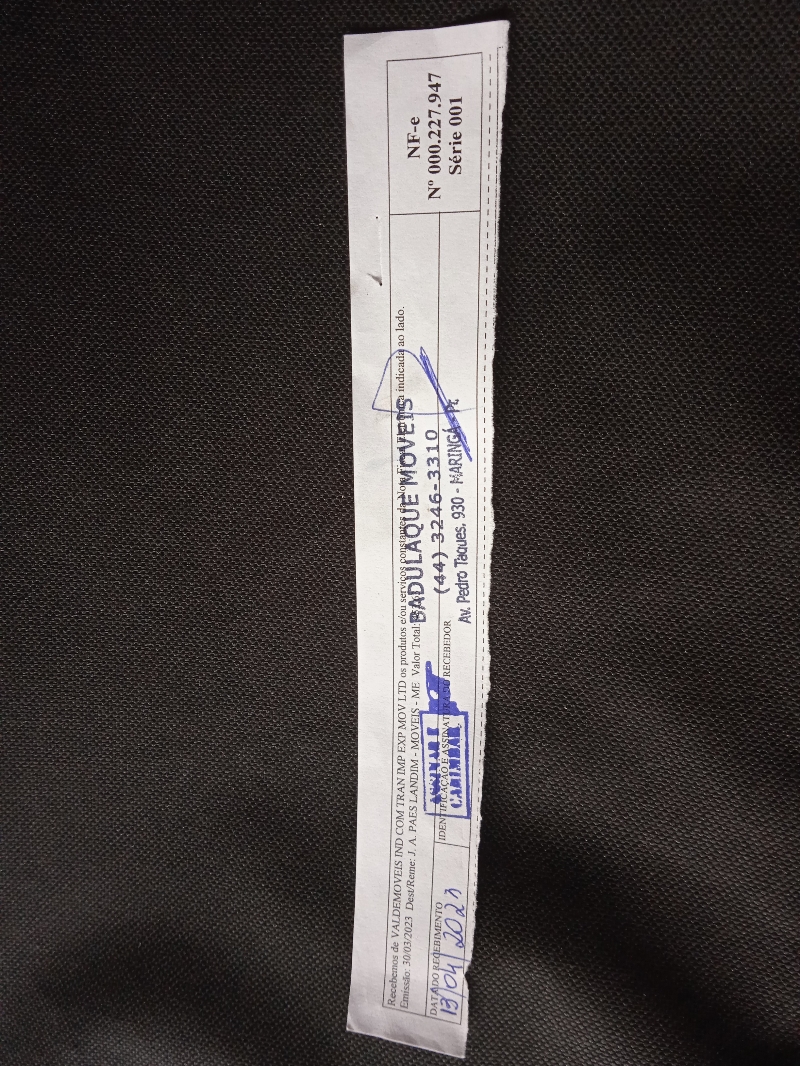 Recebemos de VALDEMOVEIS IND COM TRAN IMP EXP MOV LTD os produtos e/ou serviços constantes da Nota Fiscal Eletrônica indicada ao lado.
Emissão: 30/03/2023 Dest/Reme: J. A. PAES LANDIM - MOVEIS - ME Valor Total:
BADULAQUE MOVEIS
(44) 3246-3310
Av. Pedro Taques, 930 - MARINGÁ - Pr.
ASSINAR E
CARIMBAR
DATA DO RECEBIMENTO
13/04/2023
IDENTIFICAÇÃO E ASSINATURA DO RECEBEDOR
NF-e
Nº 000.227.947
Série 001